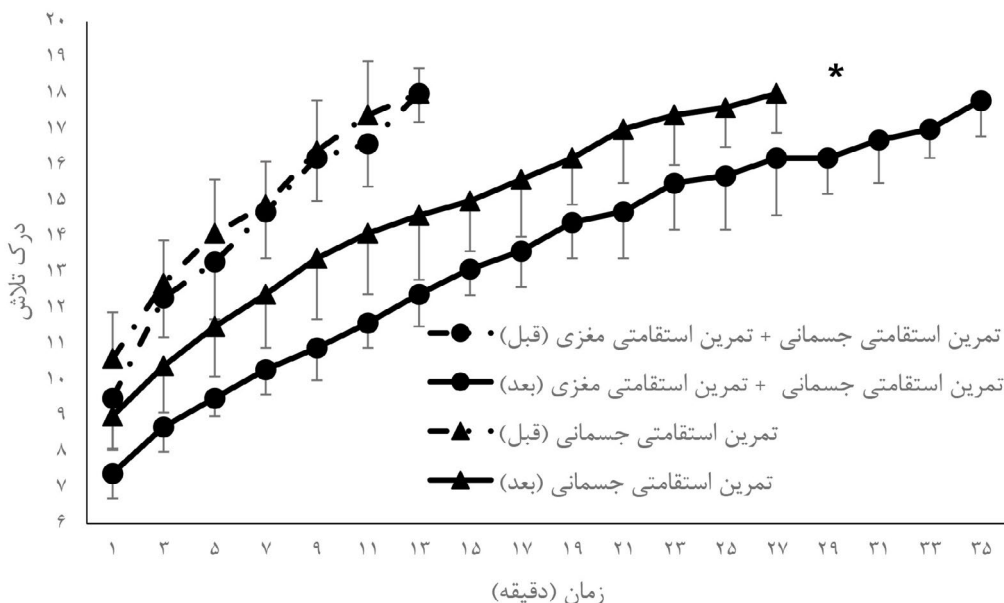 ۲۰
۱۹
۱۸
۱۷
۱۶
۱۵
۱۴
۱۳
۱۲
۱۱
۱۰
۹
۸
۷
۶
درک تلاش
*
تمرین استقامتی جسمانی + تمرین استقامتی مغزی (قبل)
تمرین استقامتی جسمانی + تمرین استقامتی مغزی (بعد)
تمرین استقامتی جسمانی (قبل)
تمرین استقامتی جسمانی (بعد)
۱ ۳ ۵ ۷ ۹ ۱۱ ۱۳ ۱۵ ۱۷ ۱۹ ۲۱ ۲۳ ۲۵ ۲۷ ۲۹ ۳۱ ۳۳ ۳۵
زمان (دقیقه)